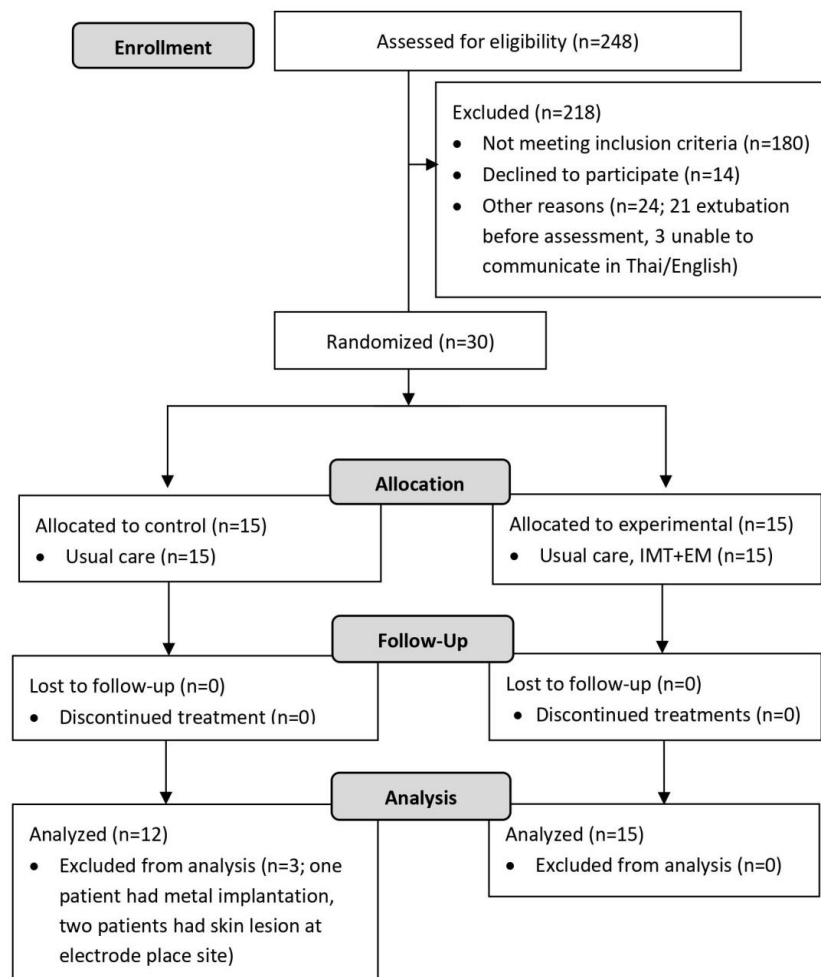 Enrollment
Assessed for eligibility (n=248)
Excluded (n=218)
• Not meeting inclusion criteria (n=180)
• Declined to participate (n=14)
• Other reasons (n=24; 21 extubation
before assessment, 3 unable to
communicate in Thai/English)
Randomized (n=30)
Allocation
Allocated to control (n=15)
• Usual care (n=15)
Allocated to experimental (n=15)
• Usual care, IMT+EM (n=15)
Follow-Up
Lost to follow-up (n=0)
• Discontinued treatment (n=0)
Lost to follow-up (n=0)
• Discontinued treatments (n=0)
Analysis
Analyzed (n=12)
• Excluded from analysis (n=3; one
patient had metal implantation,
two patients had skin lesion at
electrode place site)
Analyzed (n=15)
• Excluded from analysis (n=0)